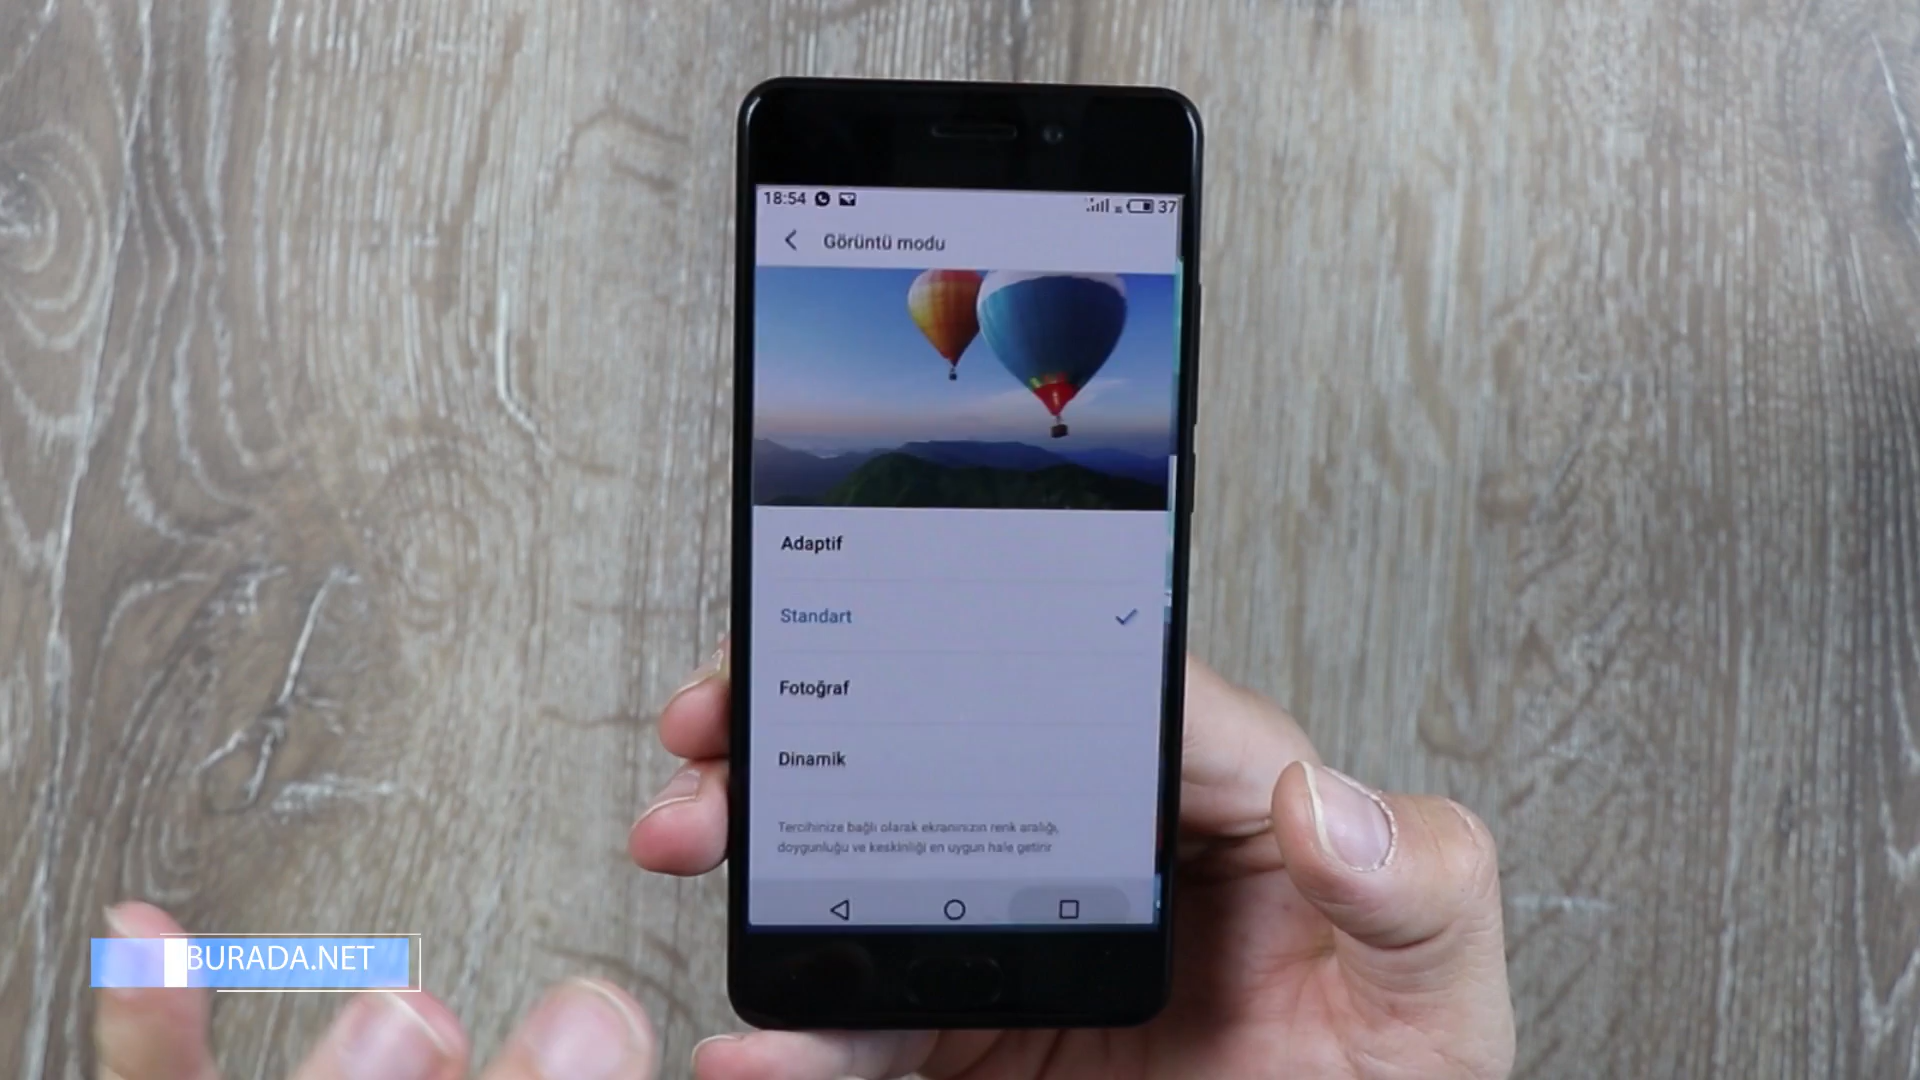 18:54 37
Görüntü modu
Adaptif
Standart
Fotoğraf
Dinamik
Tercihinize bağlı olarak ekranınızın renk aralığı,
doygunluğu ve keskinliği en uygun hale getirir
BURADA.NET